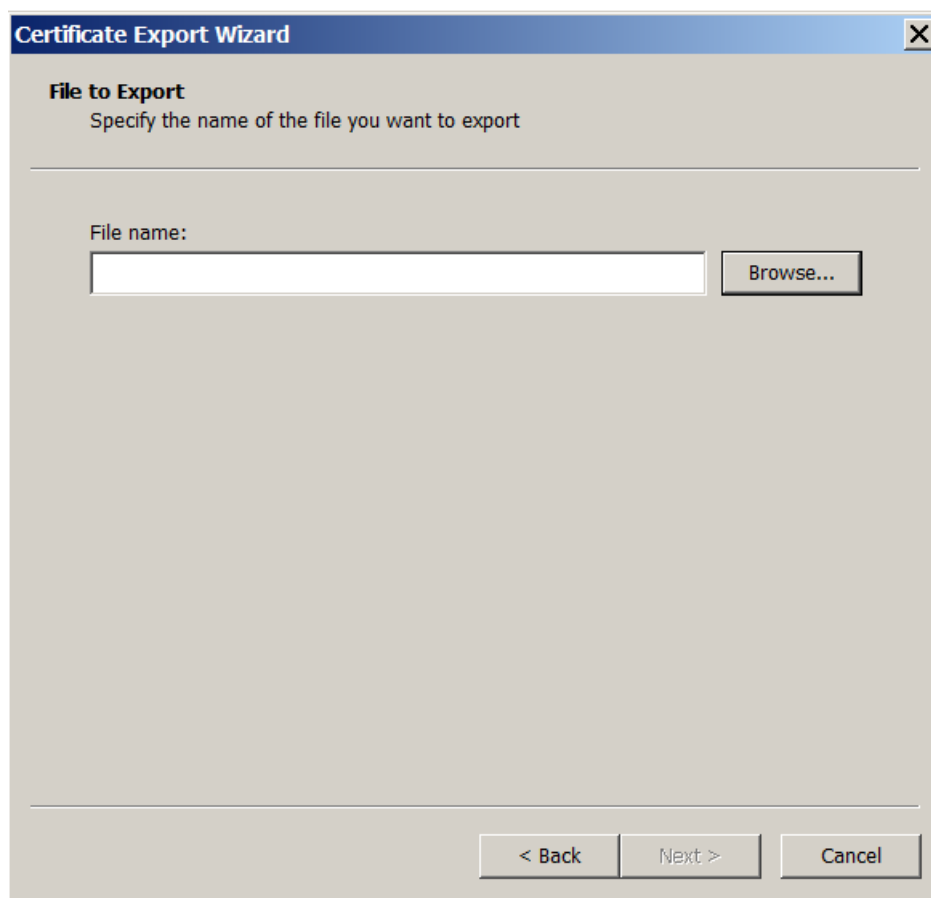 Certificate Export Wizard
File to Export
Specify the name of the file you want to export
File name:
Browse...
< Back
Next >
Cancel